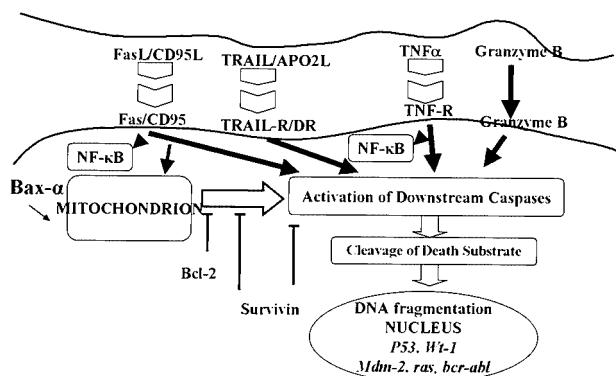 FasL/CD95L
TRAIL/APO2L
TNFα
Granzyme B
Fas/CD95
TRAIL-R/DR
TNF-R
Granzyme B
NF-κB
NF-κB
Bax-α
MITOCHONDRION
Activation of Downstream Caspases
Bcl-2
Cleavage of Death Substrate
Survivin
DNA fragmentation
NUCLEUS
P53, Wt-1
Mdm-2, ras, bcr-abl